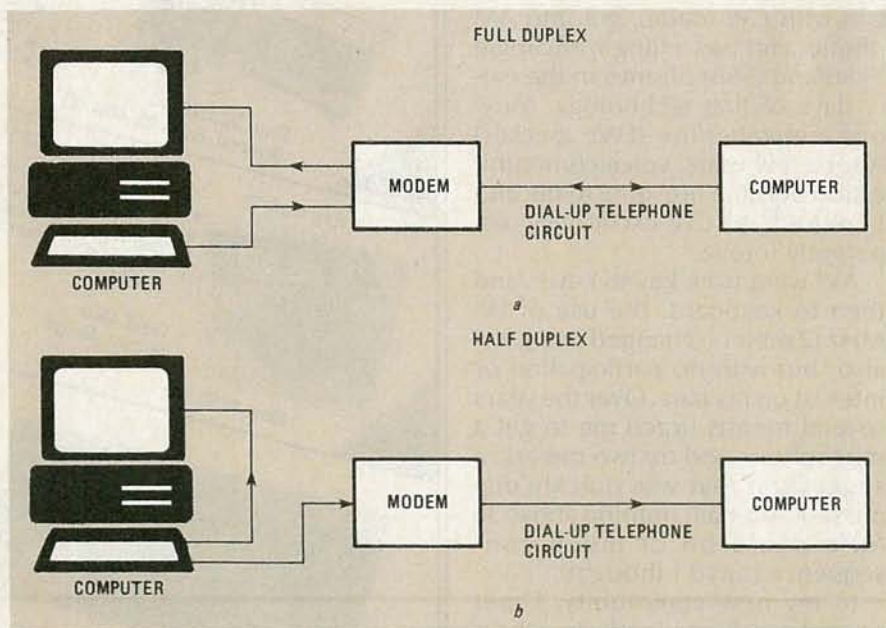 FULL DUPLEX
MODEM
COMPUTER
DIAL-UP TELEPHONE
CIRCUIT
COMPUTER
a
HALF DUPLEX
MODEM
COMPUTER
DIAL-UP TELEPHONE
CIRCUIT
COMPUTER
b